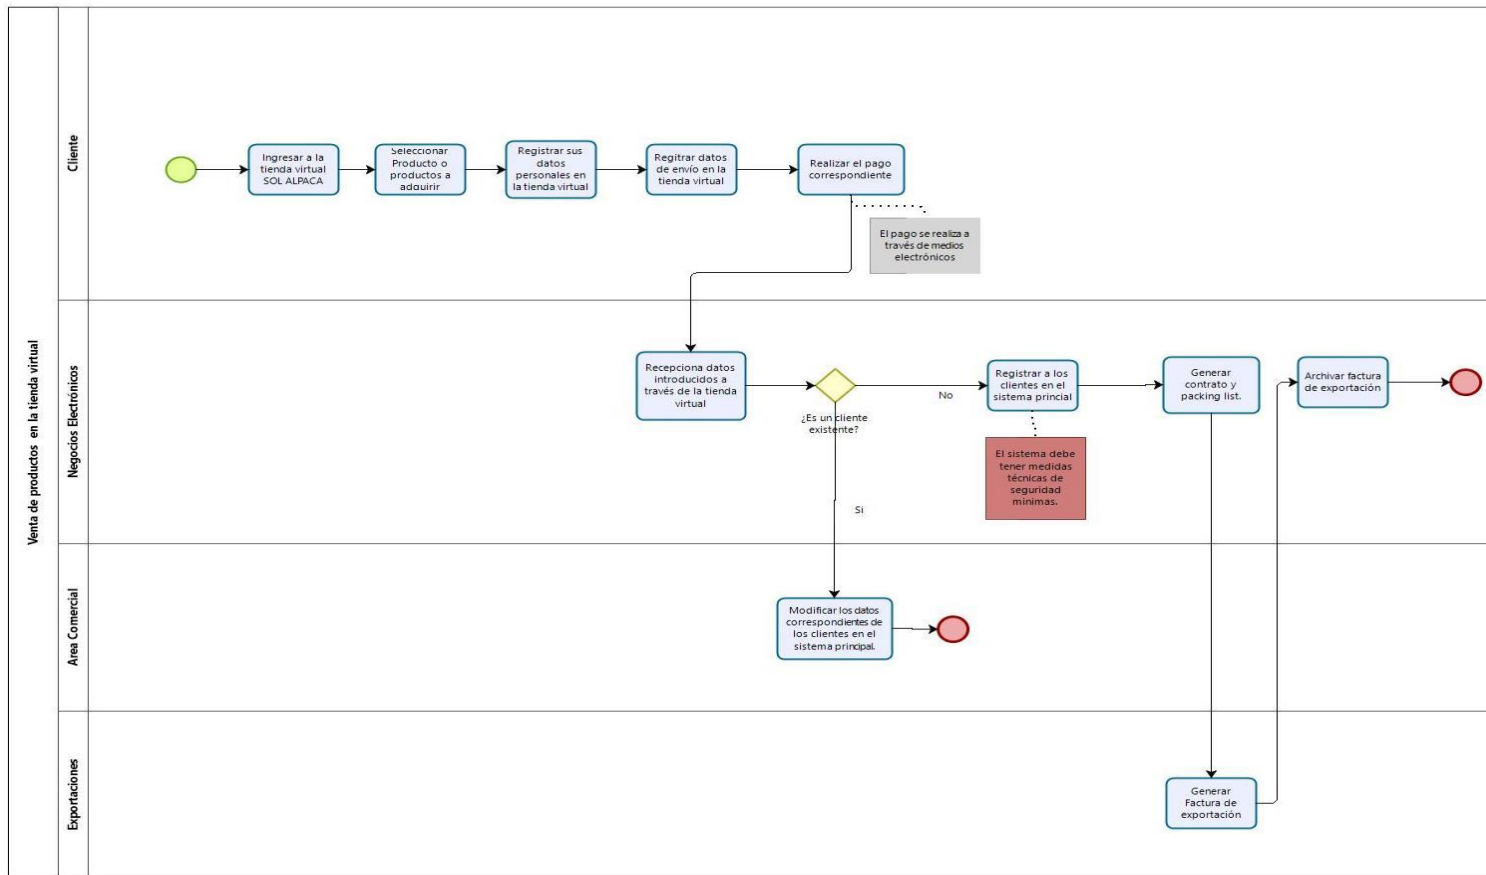 Venta de productos en la tienda virtual
Cliente
Ingresar a la
tienda virtual
SOL ALPACA
Seleccionar
Producto o
productos a
adquirir
Registrar sus
datos
personales en
la tienda virtual
Regitrar datos
de envío en la
tienda virtual
Realizar el pago
correspondiente
El pago se realiza a
través de medios
electrónicos
Negocios Electrónicos
Recepciona datos
introducidos a
través de la tienda
virtual
¿Es un cliente
existente?
No
Si
Registrar a los
clientes en el
sistema princial
El sistema debe
tener medidas
técnicas de
seguridad
minimas.
Generar
contrato y
packing list.
Archivar factura
de exportación
Area Comercial
Modificar los datos
correspondientes de
los clientes en el
sistema principal.
Exportaciones
Generar
Factura de
exportación